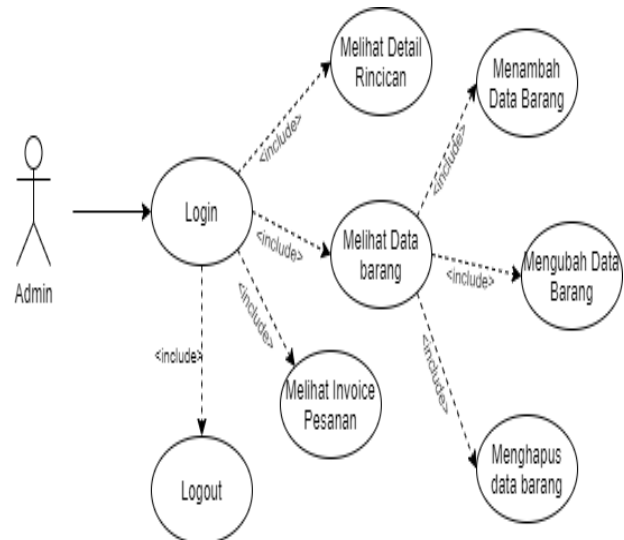 Melihat Detail
Rincican
Menambah
Data Barang
<include>
<include>
Login
<include>
Melihat Data
barang
<include>
Mengubah Data
Barang
Admin
<include>
<include>
<include>
Melihat Invoice
Pesanan
Menghapus
data barang
Logout